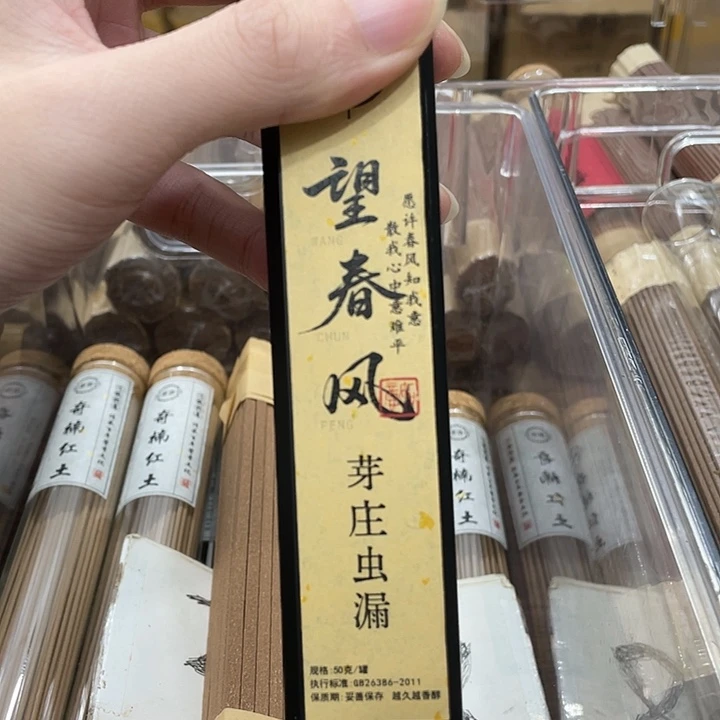 望春风
WANG
CHUN
FENG
愿许春风知我意
散我心中意难平
芽庄虫漏
规格:50克/罐
执行标准:GB26386-2011
保质期:妥善保存 越久越香醇
奇楠红土
奇楠红土
奇楠红土